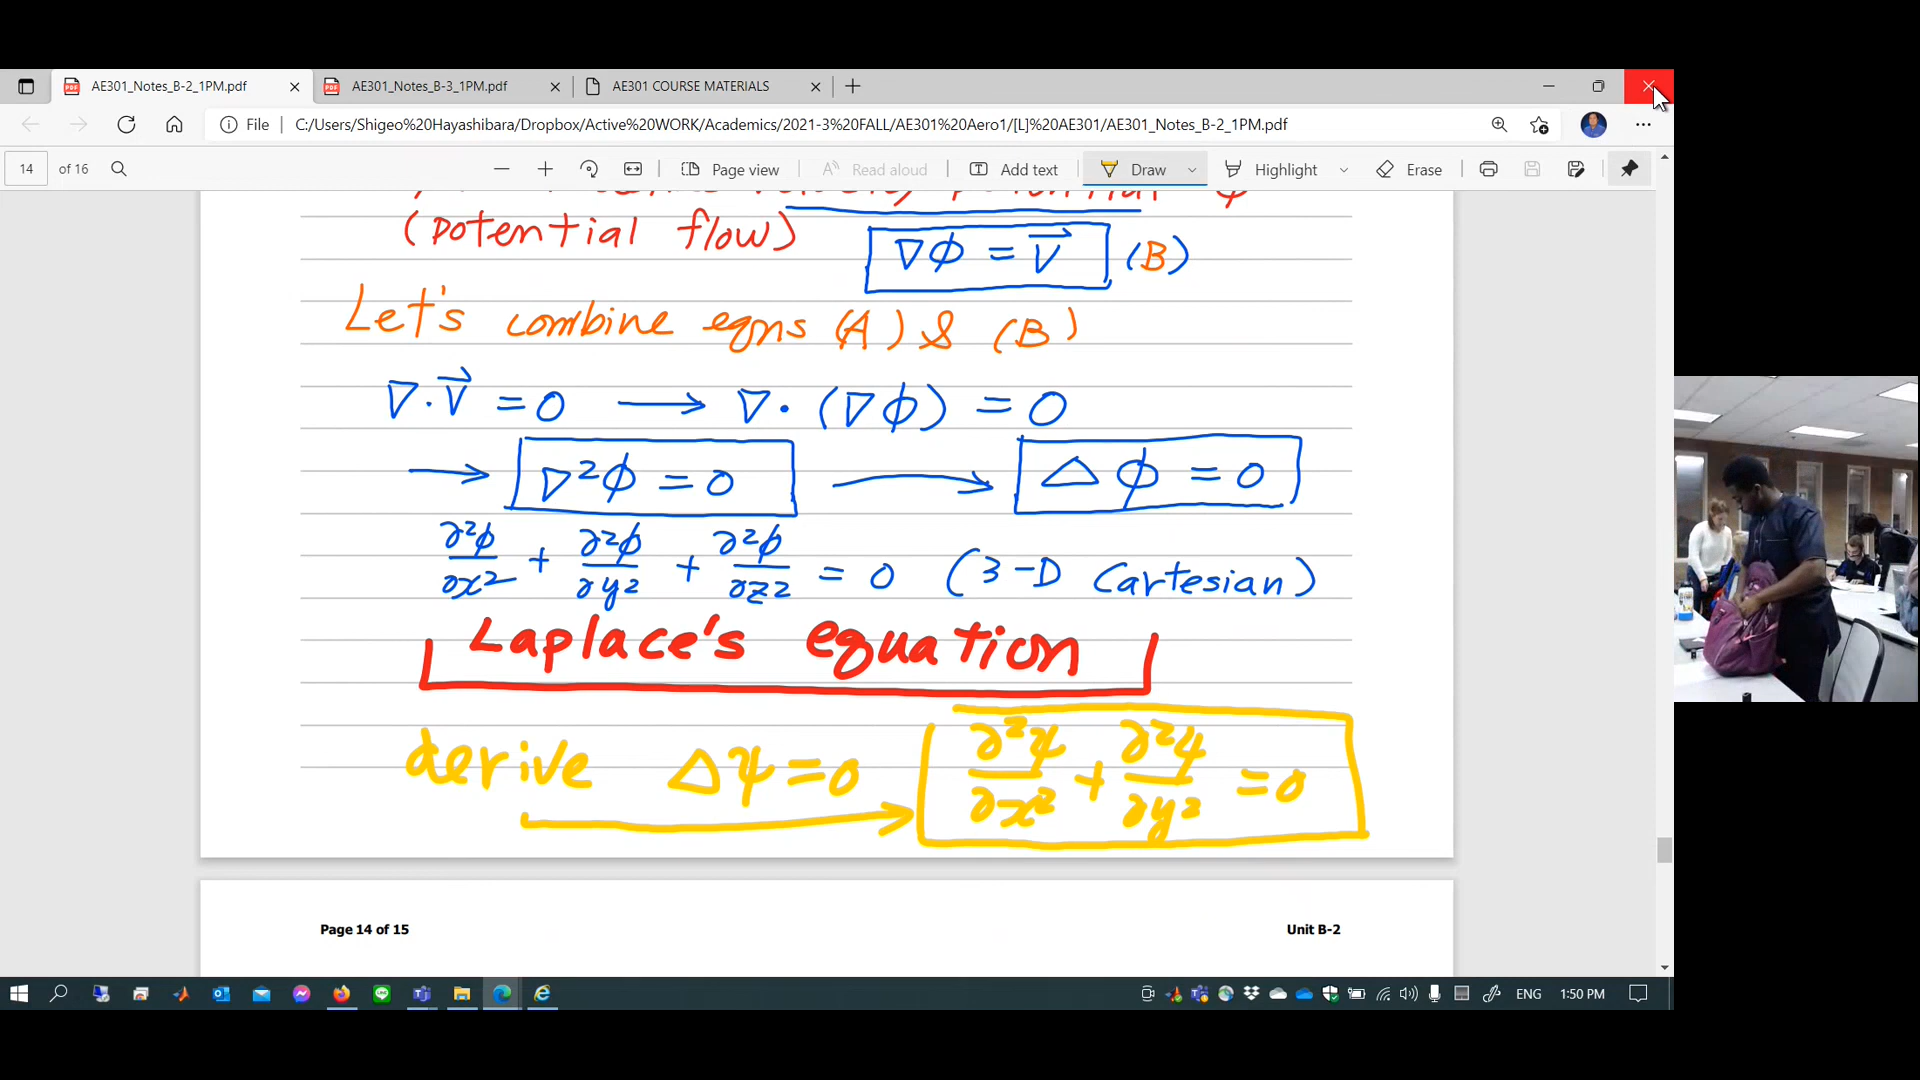 AE301_Notes_B-2_1PM.pdf
AE301_Notes_B-3_1PM.pdf
AE301 COURSE MATERIALS
File
C:/Users/Shigeo%20Hayashibara/Dropbox/Active%20WORK/Academics/2021-3%20FALL/AE301%20Aero1/[L]%20AE301/AE301_Notes_B-2_1PM.pdf
14 of 16
Page view
Read aloud
Add text
Draw
Highlight
Erase
velocity potential ϕ
(potential flow) ∇ϕ = V⃗ (B)
Let's combine eqns (A) & (B)
∇·V⃗ = 0 → ∇·(∇ϕ) = 0
→ ∇²ϕ = 0 → Δϕ = 0
∂²ϕ/∂x² + ∂²ϕ/∂y² + ∂²ϕ/∂z² = 0 (3-D Cartesian)
Laplace's equation
derive Δψ=0 → ∂²ψ/∂x² + ∂²ψ/∂y² = 0
Page 14 of 15
Unit B-2
ENG
1:50 PM